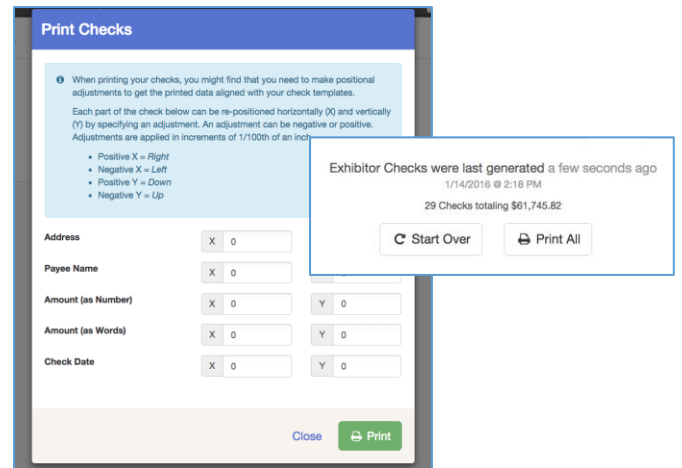 Print Checks
When printing your checks, you might find that you need to make positional
adjustments to get the printed data aligned with your check templates.
Each part of the check below can be re-positioned horizontally (X) and vertically
(Y) by specifying an adjustment. An adjustment can be negative or positive.
Adjustments are applied in increments of 1/100th of an inch
• Positive X = Right
• Negative X = Left
• Positive Y = Down
• Negative Y = Up
Exhibitor Checks were last generated a few seconds ago
1/14/2016 @ 2:18 PM
29 Checks totaling $61,745.82
Start Over Print All
Address X 0
Payee Name X 0
Amount (as Number) X 0 Y 0
Amount (as Words) X 0 Y 0
Check Date X 0 Y 0
Close Print